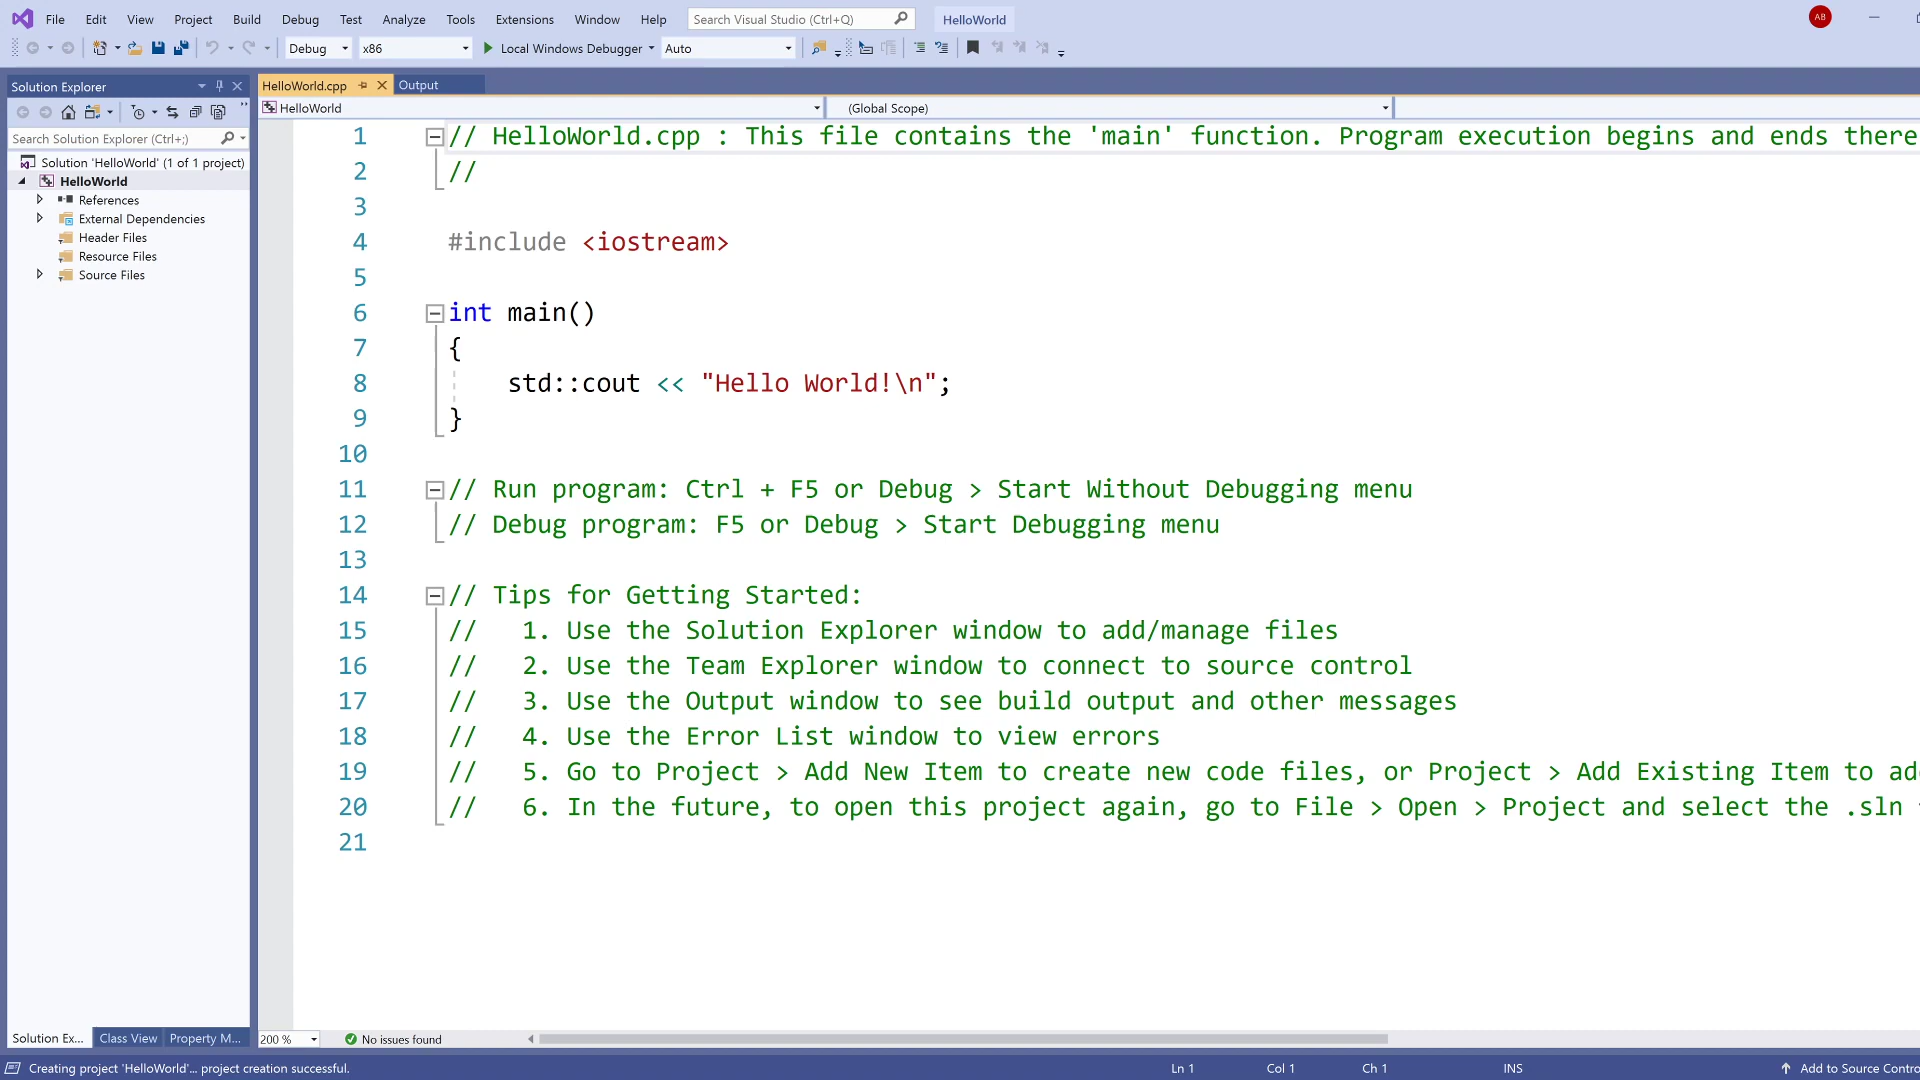 File Edit View Project Build Debug Test Analyze Tools Extensions Window Help Search Visual Studio (Ctrl+Q) HelloWorld AB
Debug x86 Local Windows Debugger Auto
Solution Explorer
Search Solution Explorer (Ctrl+;)
Solution 'HelloWorld' (1 of 1 project)
HelloWorld
References
External Dependencies
Header Files
Resource Files
Source Files
HelloWorld.cpp Output
HelloWorld (Global Scope)
1 // HelloWorld.cpp : This file contains the 'main' function. Program execution begins and ends there
2 //
3
4 #include <iostream>
5
6 int main()
7 {
8 std::cout << "Hello World!\n";
9 }
10
11 // Run program: Ctrl + F5 or Debug > Start Without Debugging menu
12 // Debug program: F5 or Debug > Start Debugging menu
13
14 // Tips for Getting Started:
15 // 1. Use the Solution Explorer window to add/manage files
16 // 2. Use the Team Explorer window to connect to source control
17 // 3. Use the Output window to see build output and other messages
18 // 4. Use the Error List window to view errors
19 // 5. Go to Project > Add New Item to create new code files, or Project > Add Existing Item to ad
20 // 6. In the future, to open this project again, go to File > Open > Project and select the .sln
21
Solution Ex... Class View Property M... 200 % No issues found
Creating project 'HelloWorld'... project creation successful. Ln 1 Col 1 Ch 1 INS Add to Source Contro